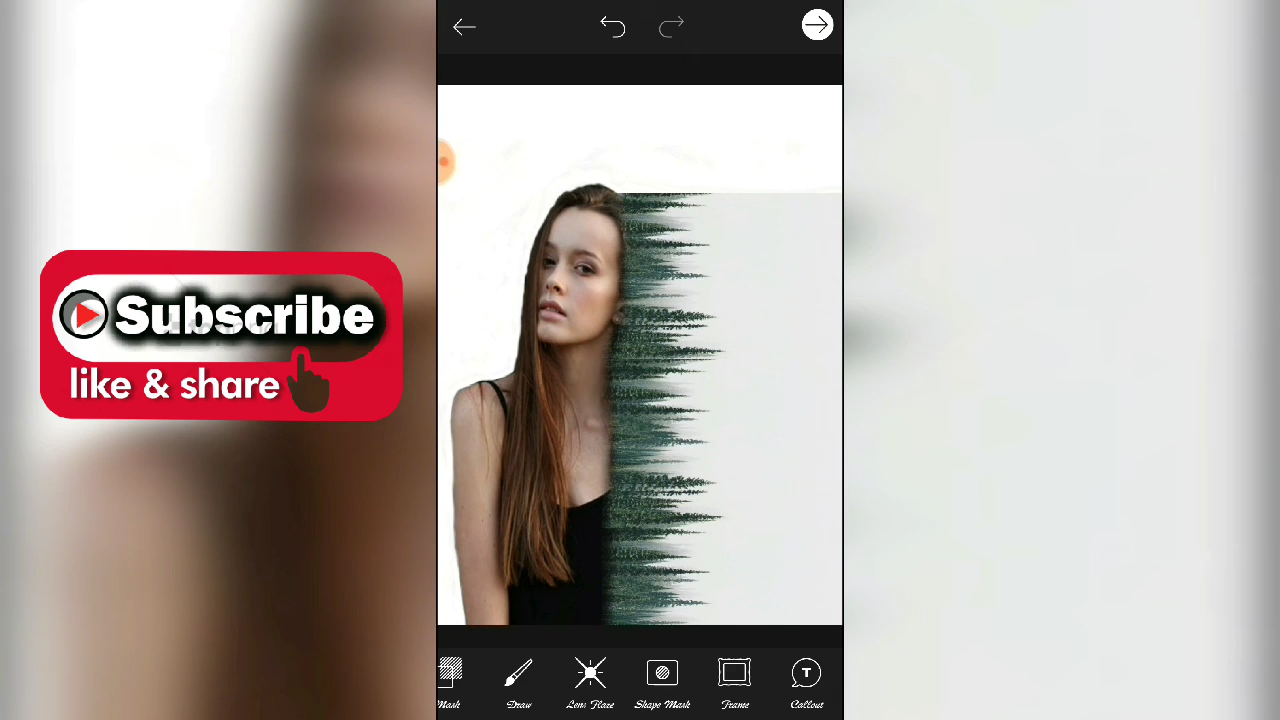 Subscribe
like & share
Mask
Draw
Lens Flare
Shape Mask
Frame
Callout
T